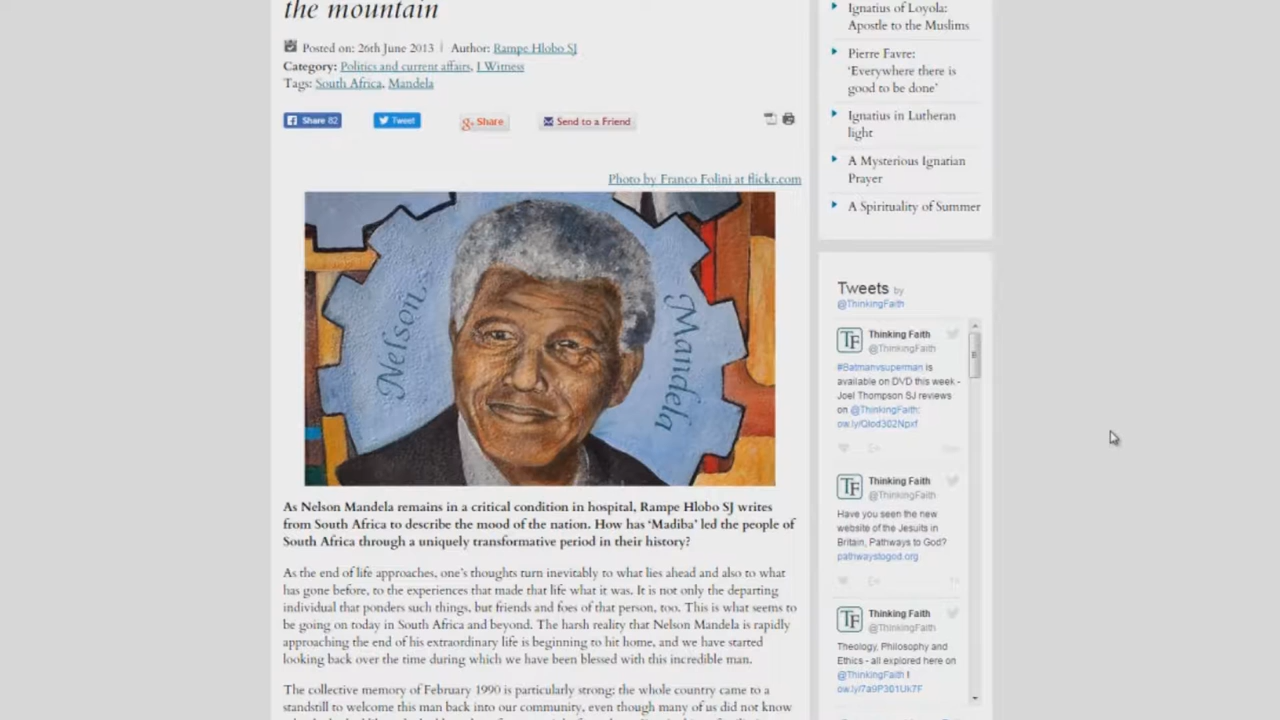 the mountain
Posted on: 26th June 2013 | Author: Rampe Hlobo SJ
Category: Politics and current affairs, I Witness
Tags: South Africa, Mandela
Share 82
Tweet
g+ Share
Send to a Friend
Photo by Franco Folini at flickr.com
Nelson
Mandela
As Nelson Mandela remains in a critical condition in hospital, Rampe Hlobo SJ writes
from South Africa to describe the mood of the nation. How has ‘Madiba’ led the people of
South Africa through a uniquely transformative period in their history?
As the end of life approaches, one’s thoughts turn inevitably to what lies ahead and also to what
has gone before, to the experiences that made that life what it was. It is not only the departing
individual that ponders such things, but friends and foes of that person, too. This is what seems to
be going on today in South Africa and beyond. The harsh reality that Nelson Mandela is rapidly
approaching the end of his extraordinary life is beginning to hit home, and we have started
looking back over the time during which we have been blessed with this incredible man.
The collective memory of February 1990 is particularly strong: the whole country came to a
standstill to welcome this man back into our community, even though many of us did not know
Ignatius of Loyola:
Apostle to the Muslims
Pierre Favre:
‘Everywhere there is
good to be done’
Ignatius in Lutheran
light
A Mysterious Ignatian
Prayer
A Spirituality of Summer
Tweets by
@ThinkingFaith
TF
Thinking Faith
@ThinkingFaith
#Batmanvsuperman is
available on DVD this week -
Joel Thompson SJ reviews
on @ThinkingFaith:
ow.ly/Qlod302Npxf
TF
Thinking Faith
@ThinkingFaith
Have you seen the new
website of the Jesuits in
Britain, Pathways to God?
pathwaystogod.org
TF
Thinking Faith
@ThinkingFaith
Theology, Philosophy and
Ethics - all explored here on
@ThinkingFaith !
ow.ly/7a9P301Uk7F